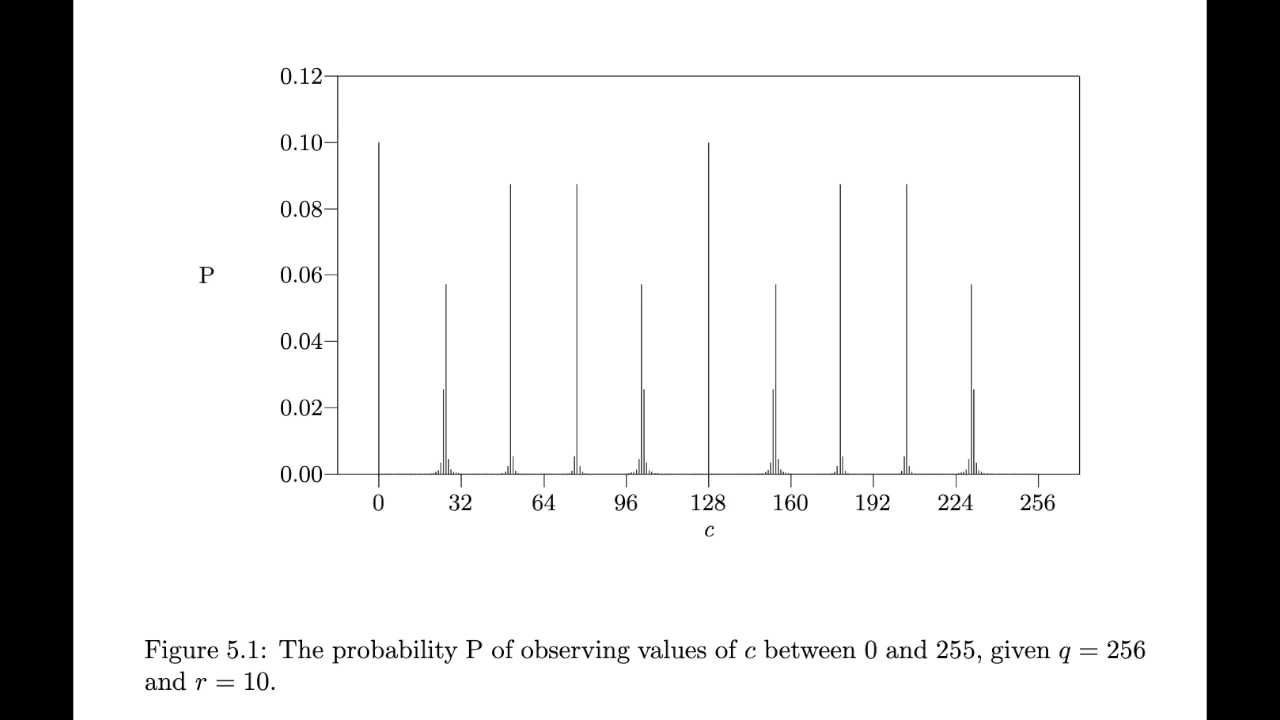 0.12
0.10
0.08
P
0.06
0.04
0.02
0.00
0 32 64 96 128 160 192 224 256
c
Figure 5.1: The probability P of observing values of c between 0 and 255, given q = 256
and r = 10.